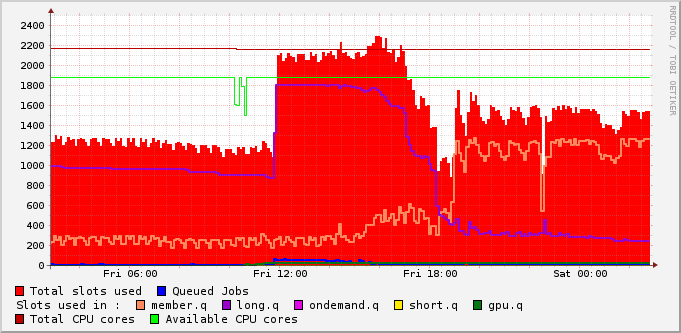 2400
2200
2000
1800
1600
1400
1200
1000
800
600
400
200
0
Fri 06:00 Fri 12:00 Fri 18:00 Sat 00:00
Total slots used Queued Jobs
Slots used in : member.q long.q ondemand.q short.q gpu.q
Total CPU cores Available CPU cores
RRDTOOL / TOBI OETIKER